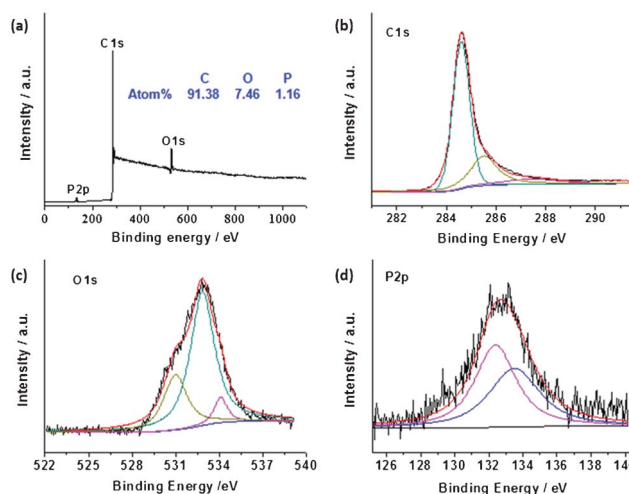 (a)
C1s
C O P
Atom% 91.38 7.46 1.16
O1s
P2p
Intensity / a.u.
0 200 400 600 800 1000
Binding energy / eV
(b)
C1s
Intensity / a.u.
282 284 286 288 290
Binding Energy / eV
(c)
O1s
Intensity / a.u.
522 525 528 531 534 537 540
Binding Energy /eV
(d)
P2p
Intensity / a.u.
126 128 130 132 134 136 138
Binding Energy /eV